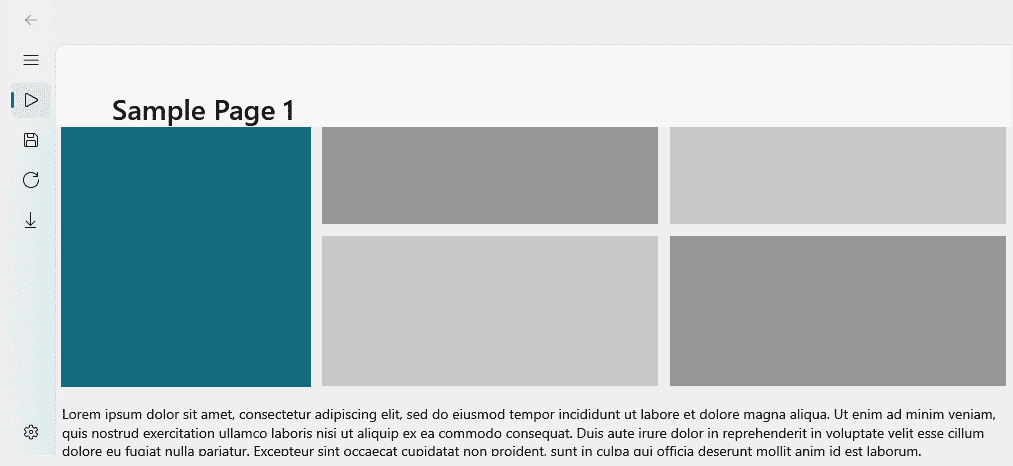 Sample Page 1
Lorem ipsum dolor sit amet, consectetur adipiscing elit, sed do eiusmod tempor incididunt ut labore et dolore magna aliqua. Ut enim ad minim veniam,
quis nostrud exercitation ullamco laboris nisi ut aliquip ex ea commodo consequat. Duis aute irure dolor in reprehenderit in voluptate velit esse cillum
dolore eu fugiat nulla pariatur. Excepteur sint occaecat cupidatat non proident, sunt in culpa qui officia deserunt mollit anim id est laborum.